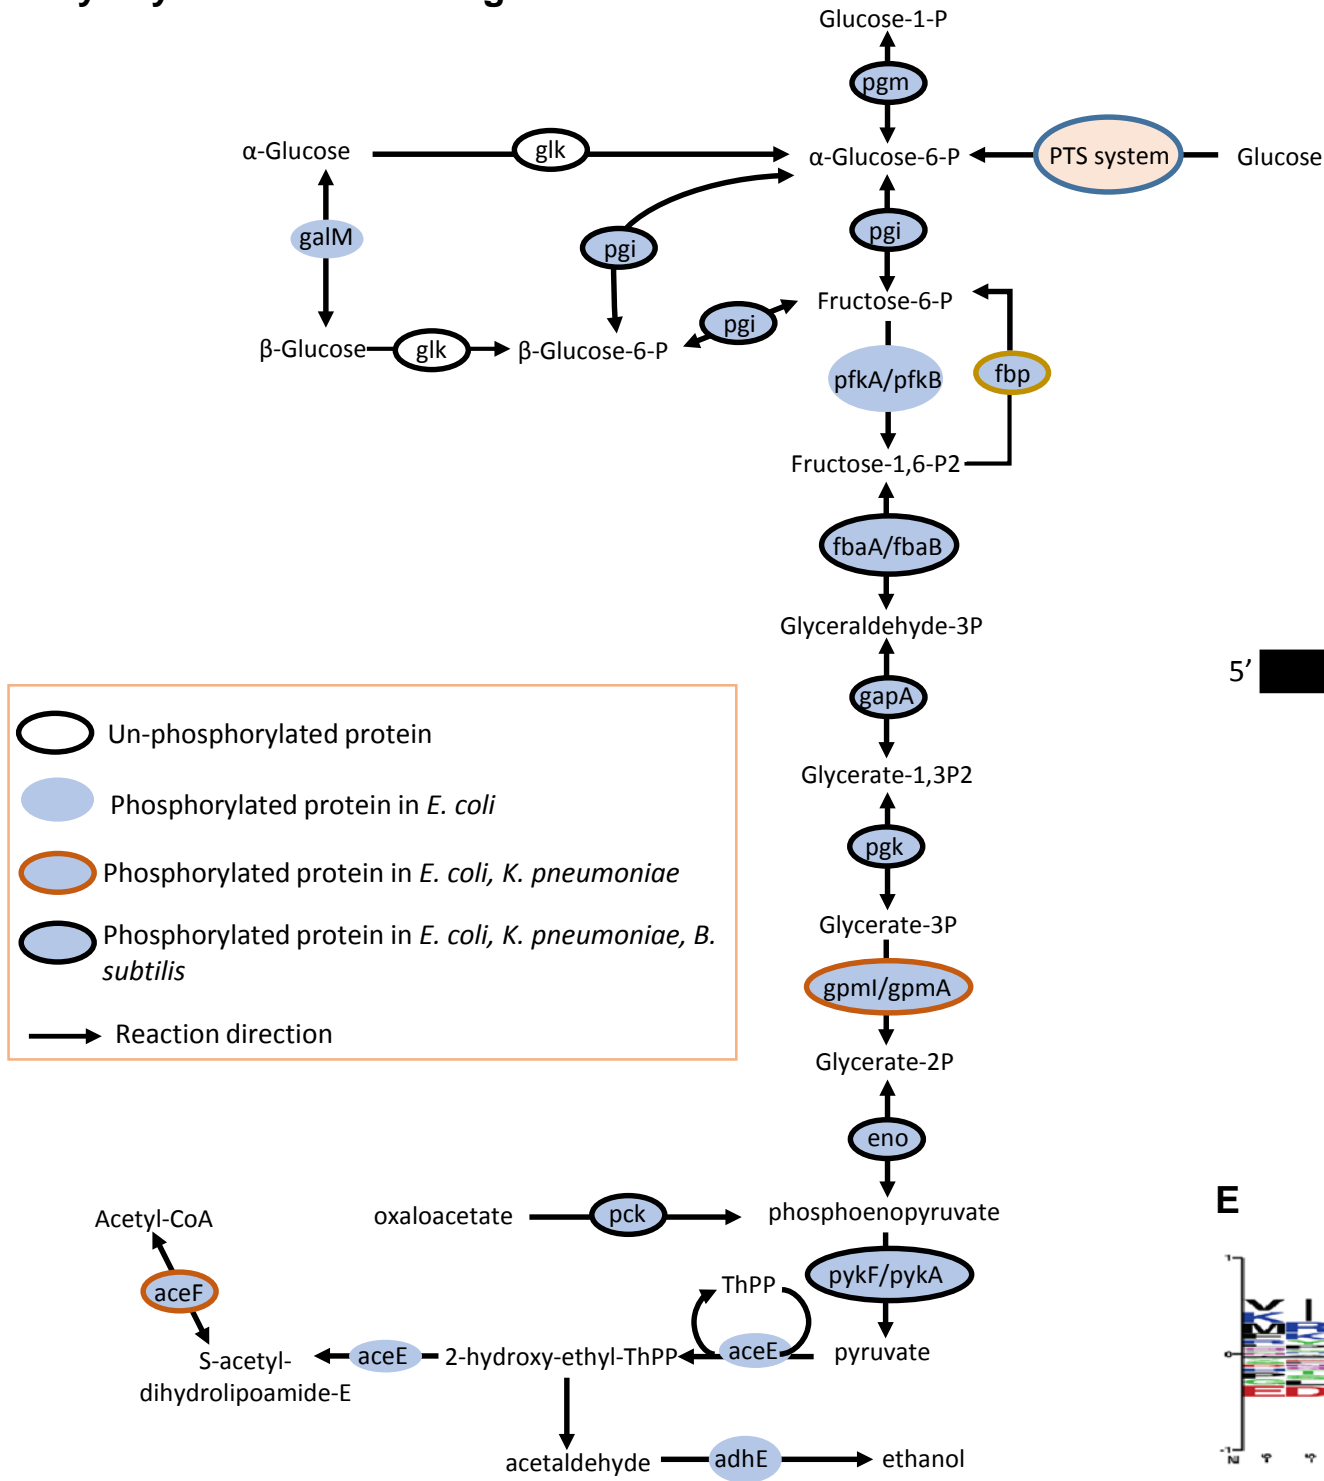 Glucose-1-P
pgm
α-Glucose
glk
α-Glucose-6-P
PTS system
Glucose
galM
pgi
pgi
Fructose-6-P
pgi
β-Glucose
glk
β-Glucose-6-P
pfkA/pfkB
fbp
Fructose-1,6-P2
fbaA/fbaB
Glyceraldehyde-3P
5'
gapA
Un-phosphorylated protein
Phosphorylated protein in E. coli
Phosphorylated protein in E. coli, K. pneumoniae
Phosphorylated protein in E. coli, K. pneumoniae, B.
subtilis
Reaction direction
Glycerate-1,3P2
pgk
Glycerate-3P
gpmI/gpmA
Glycerate-2P
eno
E
Acetyl-CoA
oxaloacetate
pck
phosphoenopyruvate
aceF
ThPP
pykF/pykA
S-acetyl-
dihydrolipoamide-E
aceE
2-hydroxy-ethyl-ThPP
aceE
pyruvate
acetaldehyde
adhE
ethanol